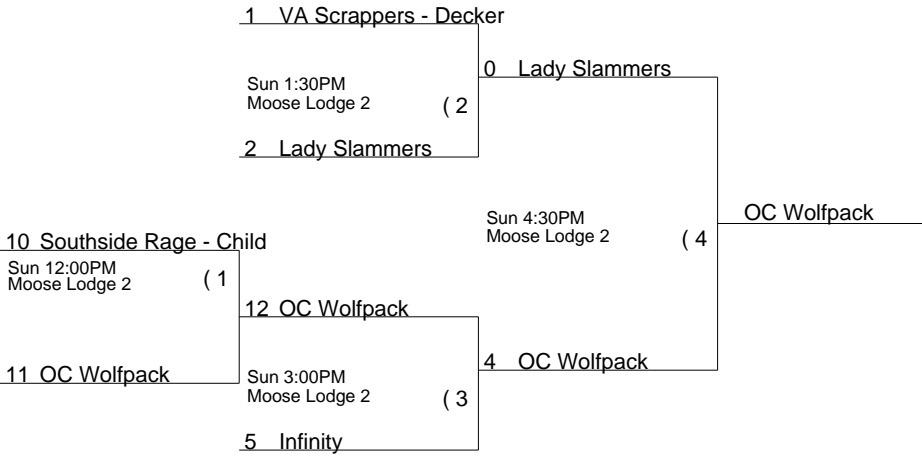 1 VA Scrappers - Decker
0 Lady Slammers
Sun 1:30PM
Moose Lodge 2 ( 2
2 Lady Slammers
Sun 4:30PM
Moose Lodge 2 ( 4
OC Wolfpack
10 Southside Rage - Child
Sun 12:00PM
Moose Lodge 2 ( 1
12 OC Wolfpack
11 OC Wolfpack
4 OC Wolfpack
Sun 3:00PM
Moose Lodge 2 ( 3
5 Infinity